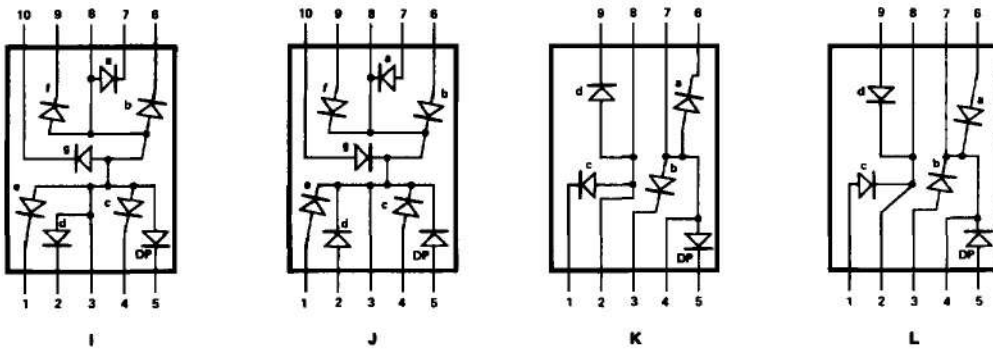 10 9 8 7 6 10 9 8 7 6 9 8 7 6 9 8 7 6
a a
f b f b d a d a
g g
c c b b
e c e c
d d
DP DP DP DP
1 2 3 4 5 1 2 3 4 5 1 2 3 4 5 1 2 3 4 5
I J K L